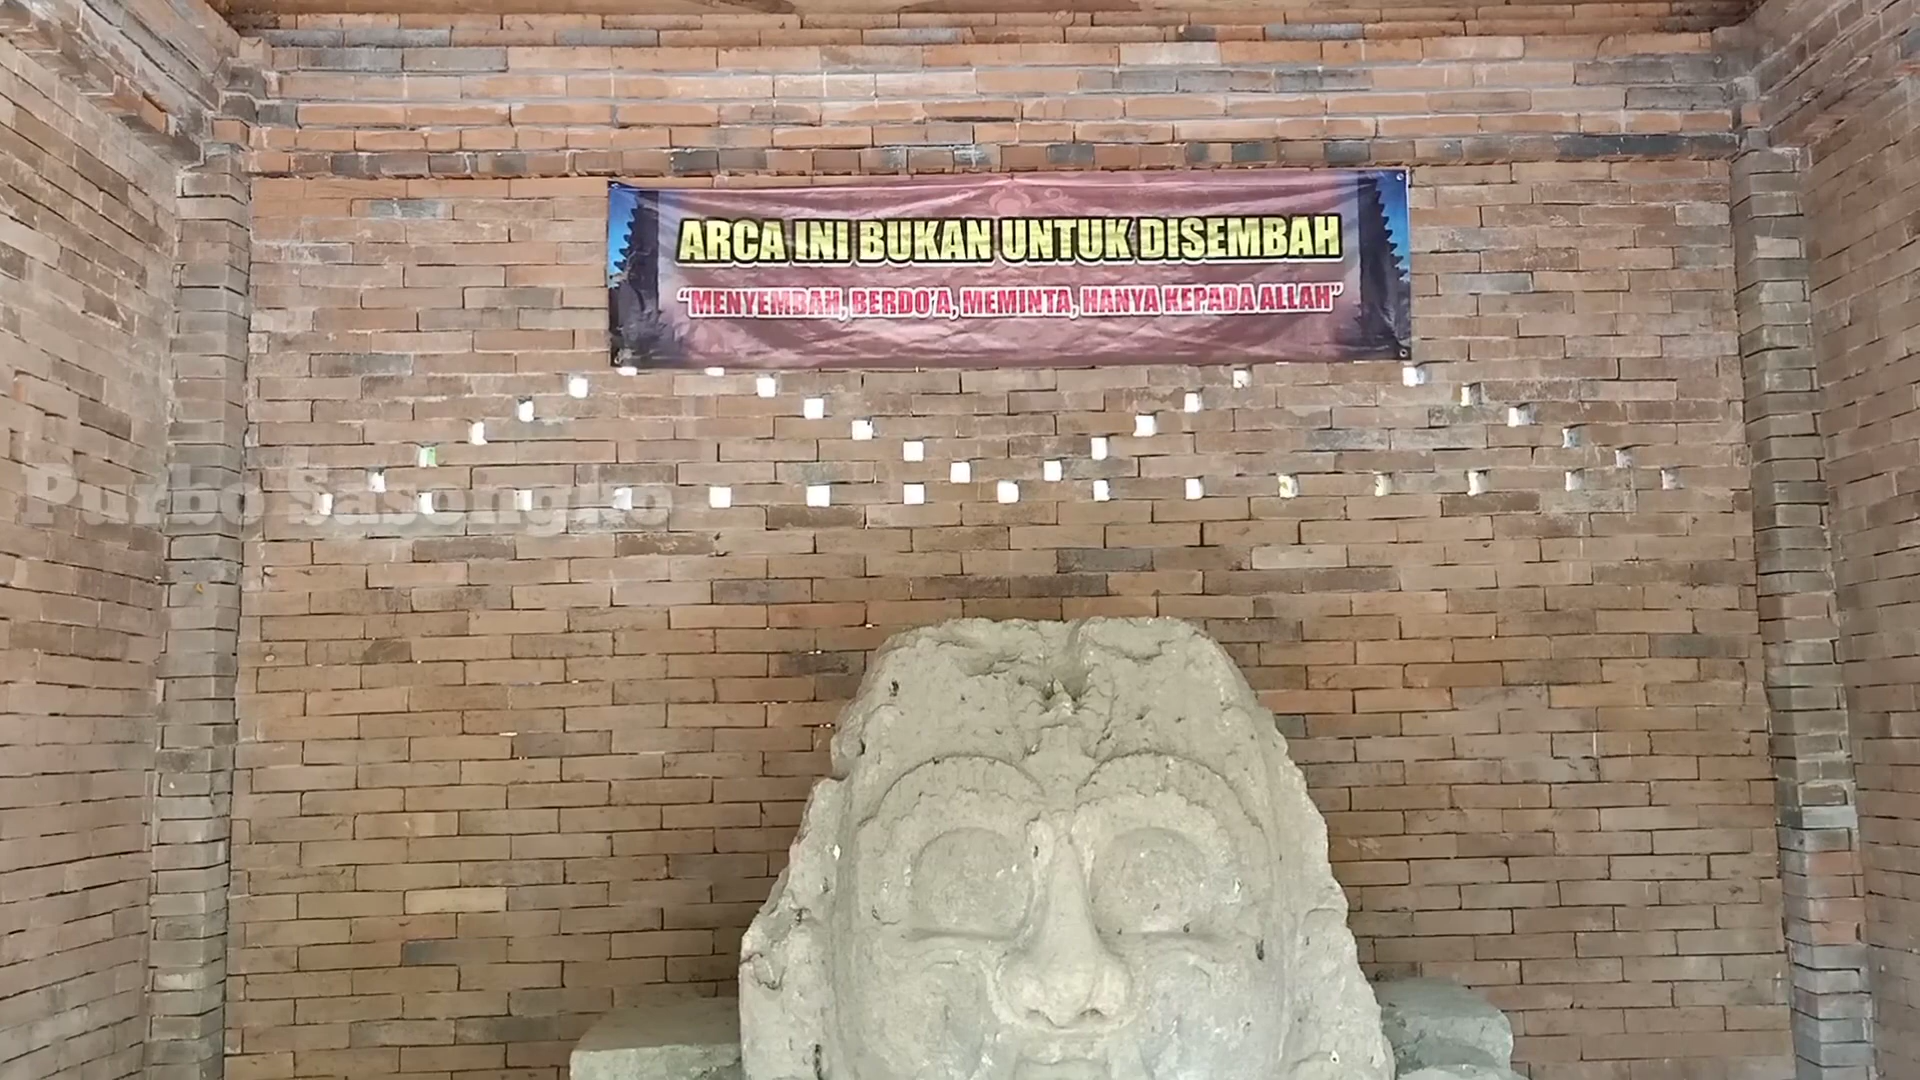 ARCA INI BUKAN UNTUK DISEMBAH
“MENYEMBAH, BERDO'A, MEMINTA, HANYA KEPADA ALLAH”
Purbo Sasongko